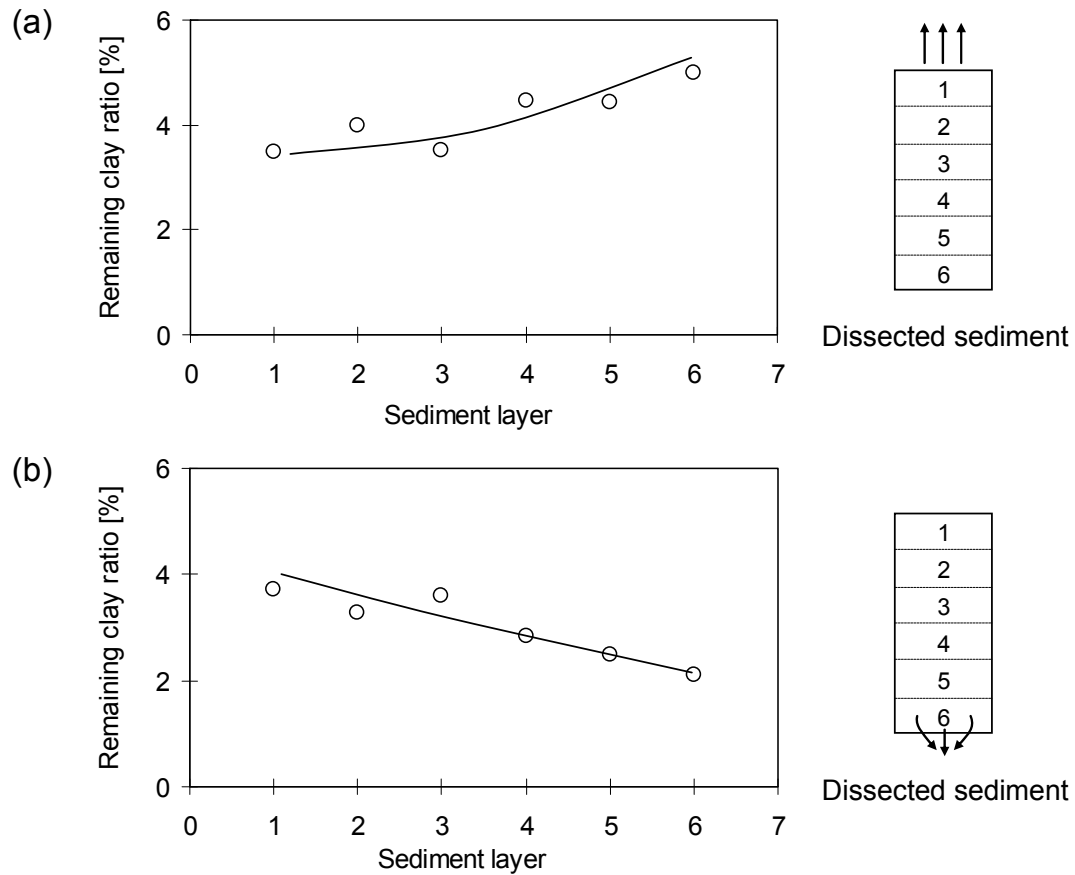 (a)
Remaining clay ratio [%]
6
4
2
0
0 1 2 3 4 5 6 7
Sediment layer
1
2
3
4
5
6
Dissected sediment
(b)
Remaining clay ratio [%]
6
4
2
0
0 1 2 3 4 5 6 7
Sediment layer
1
2
3
4
5
6
Dissected sediment